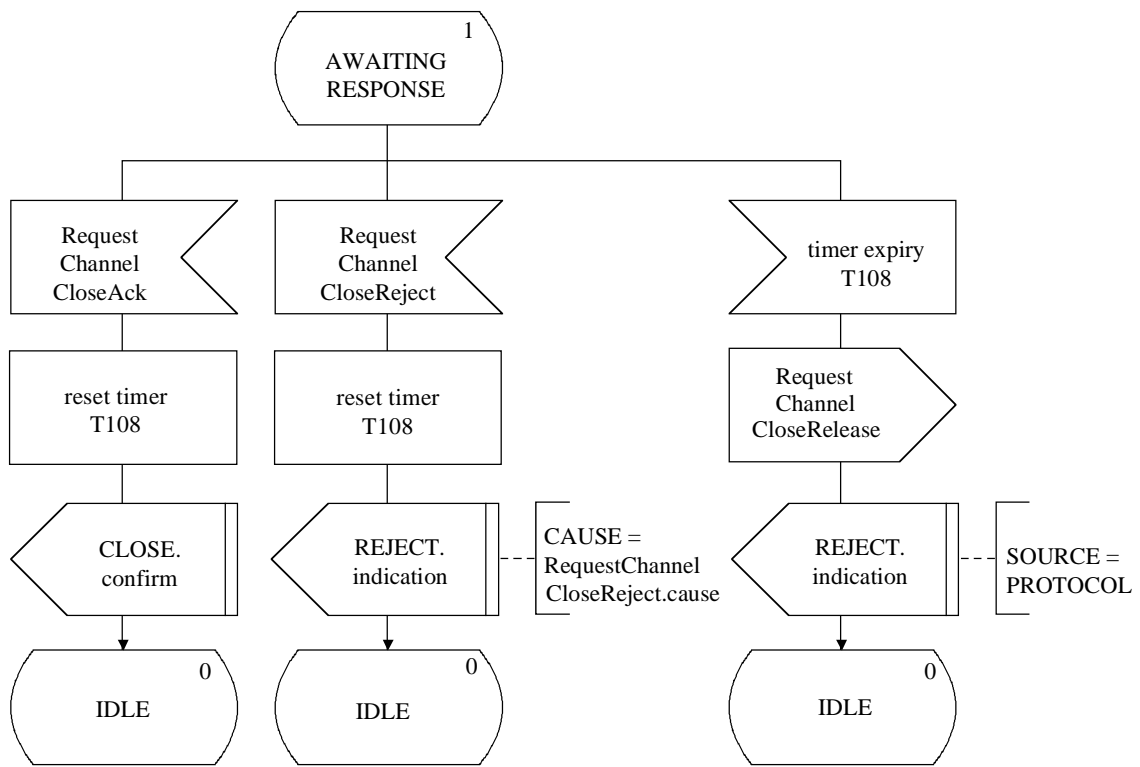 1
AWAITING
RESPONSE
Request
Channel
CloseAck
Request
Channel
CloseReject
timer expiry
T108
reset timer
T108
reset timer
T108
Request
Channel
CloseRelease
CLOSE.
confirm
REJECT.
indication
CAUSE =
RequestChannel
CloseReject.cause
REJECT.
indication
SOURCE =
PROTOCOL
0
IDLE
0
IDLE
0
IDLE